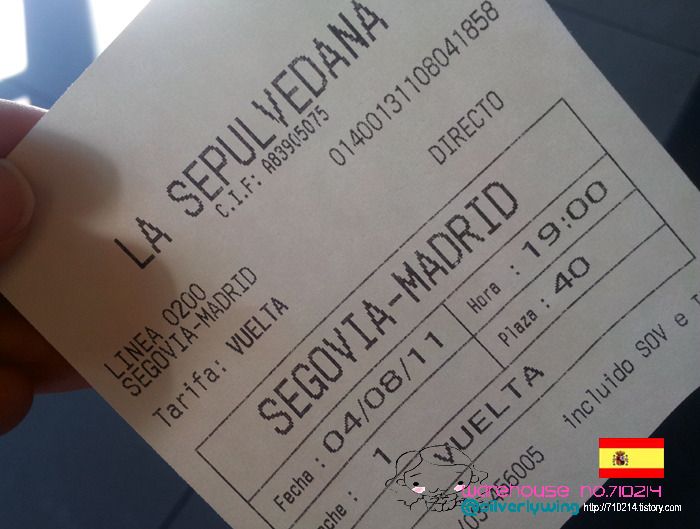 LA SEPULVEDANA
C.I.F: A83905075
01400131108041858
LINEA 0200
DIRECTO
SEGOVIA-MADRID
Tarifa: VUELTA
SEGOVIA-MADRID
Fecha : 04/08/11
Hora : 19:00
1
Plaza : 40
VUELTA
incluido SOV e
warehouse no.710214
@silverlywing
http://710214.tistory.com